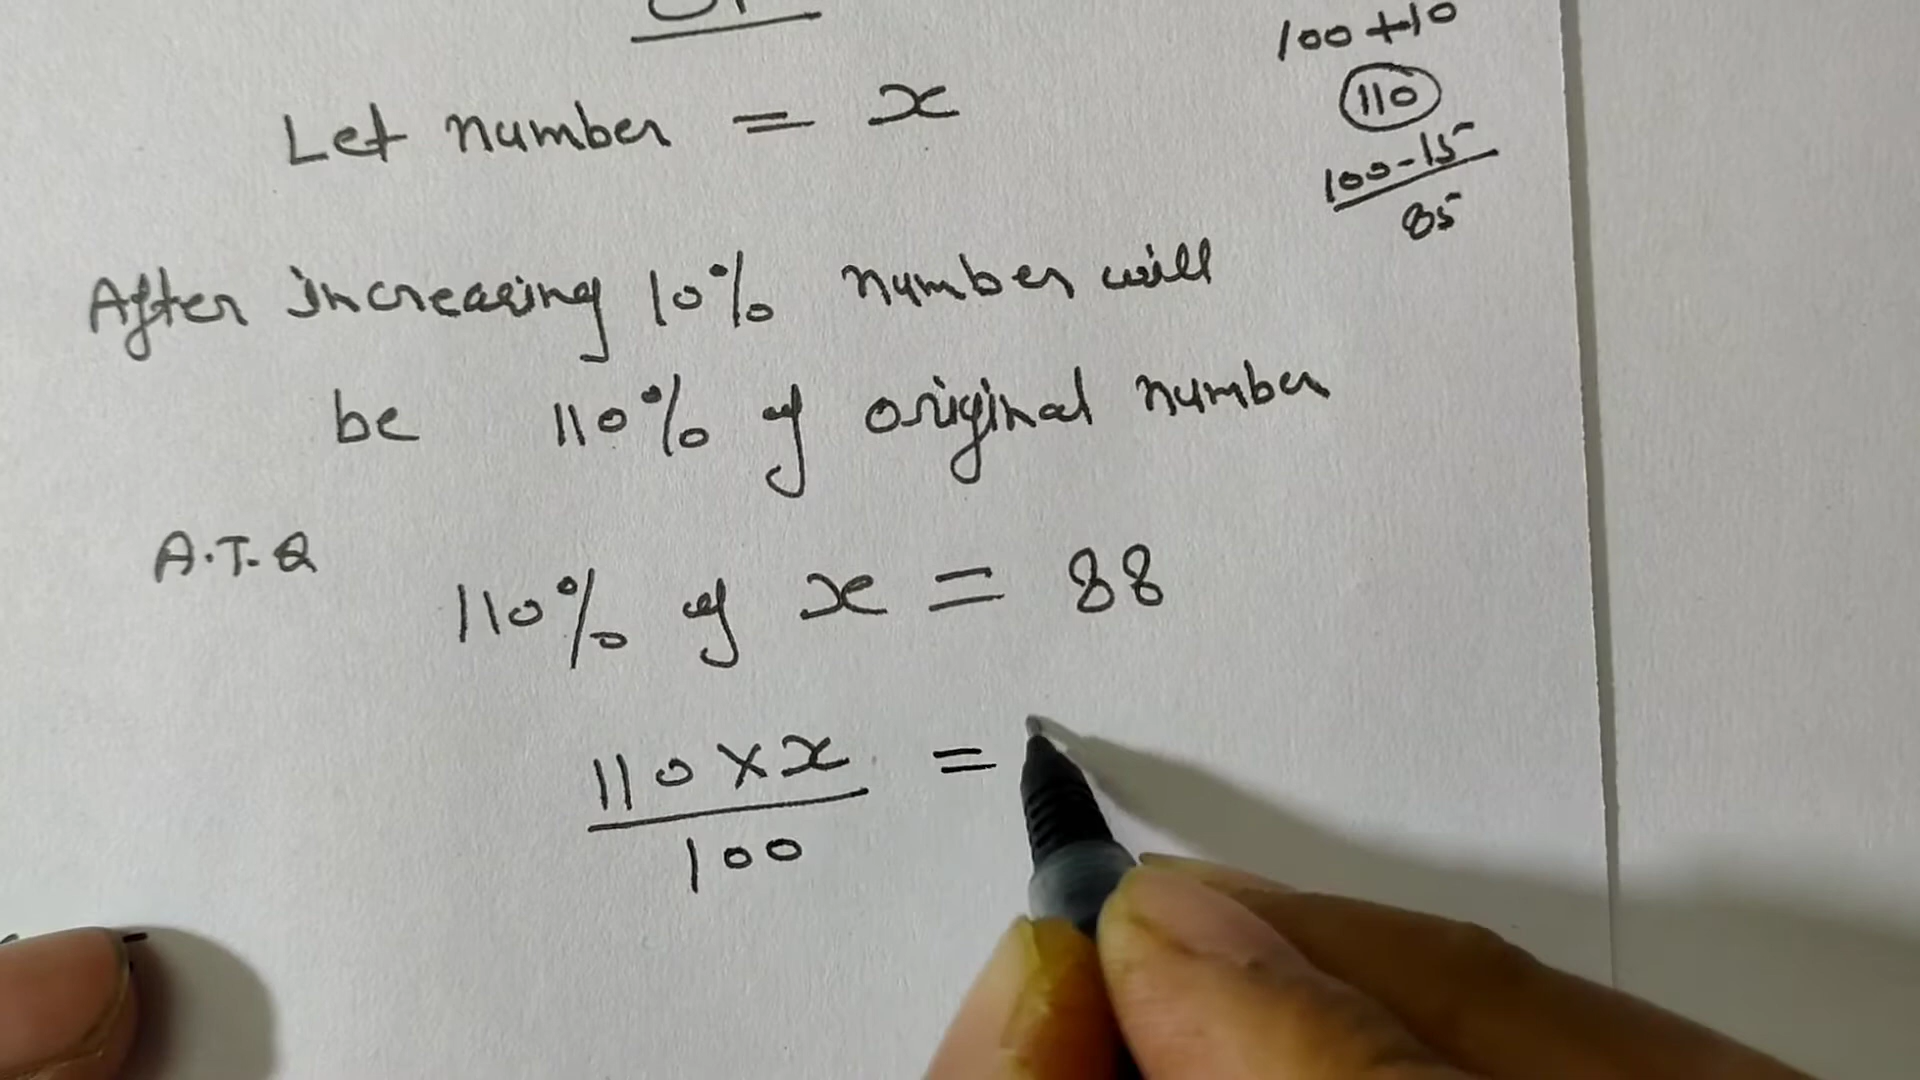 Let number = x
100 + 10
110
100 - 15
85
After increasing 10% number will
be 110% of original number
A.T.Q
110% of x = 88
110 × x =
100